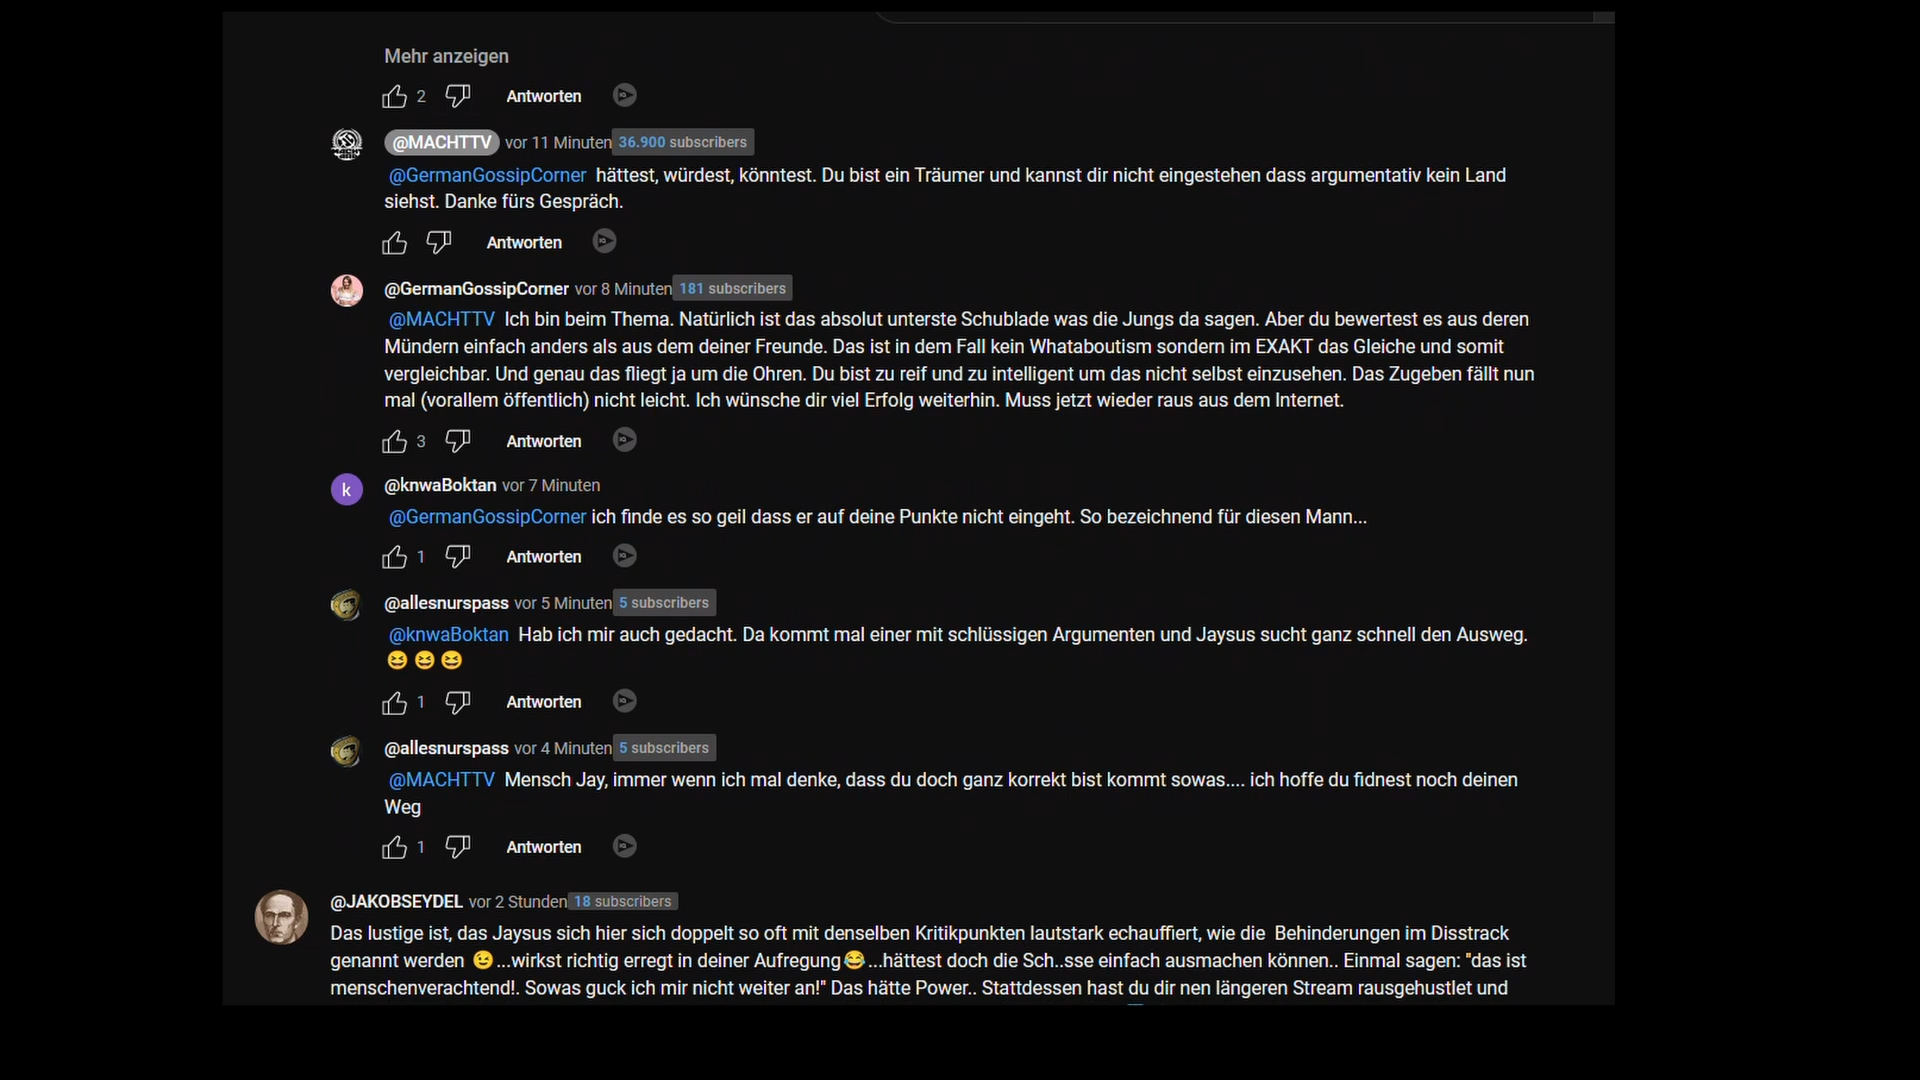 Mehr anzeigen
2 Antworten
@MACHTTV vor 11 Minuten 36.900 subscribers
@GermanGossipCorner hättest, würdest, könntest. Du bist ein Träumer und kannst dir nicht eingestehen dass argumentativ kein Land
siehst. Danke fürs Gespräch.
Antworten
@GermanGossipCorner vor 8 Minuten 181 subscribers
@MACHTTV Ich bin beim Thema. Natürlich ist das absolut unterste Schublade was die Jungs da sagen. Aber du bewertest es aus deren
Mündern einfach anders als aus dem deiner Freunde. Das ist in dem Fall kein Whataboutism sondern im EXAKT das Gleiche und somit
vergleichbar. Und genau das fliegt ja um die Ohren. Du bist zu reif und zu intelligent um das nicht selbst einzusehen. Das Zugeben fällt nun
mal (vorallem öffentlich) nicht leicht. Ich wünsche dir viel Erfolg weiterhin. Muss jetzt wieder raus aus dem Internet.
3 Antworten
k
@knwaBoktan vor 7 Minuten
@GermanGossipCorner ich finde es so geil dass er auf deine Punkte nicht eingeht. So bezeichnend für diesen Mann...
1 Antworten
@allesnurspass vor 5 Minuten 5 subscribers
@knwaBoktan Hab ich mir auch gedacht. Da kommt mal einer mit schlüssigen Argumenten und Jaysus sucht ganz schnell den Ausweg.
😆 😆 😆
1 Antworten
@allesnurspass vor 4 Minuten 5 subscribers
@MACHTTV Mensch Jay, immer wenn ich mal denke, dass du doch ganz korrekt bist kommt sowas.... ich hoffe du fidnest noch deinen
Weg
1 Antworten
@JAKOBSEYDEL vor 2 Stunden 18 subscribers
Das lustige ist, das Jaysus sich hier sich doppelt so oft mit denselben Kritikpunkten lautstark echauffiert, wie die Behinderungen im Disstrack
genannt werden 😉...wirkst richtig erregt in deiner Aufregung😂...hättest doch die Sch..sse einfach ausmachen können.. Einmal sagen: "das ist
menschenverachtend!. Sowas guck ich mir nicht weiter an!" Das hätte Power.. Stattdessen hast du dir nen längeren Stream rausgehustlet und